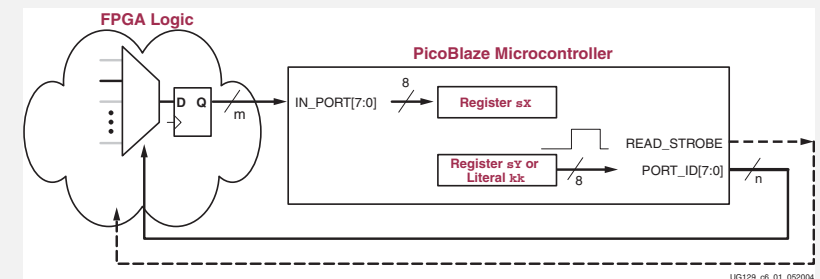 FPGA Logic
PicoBlaze Microcontroller
D Q
m
IN_PORT[7:0]
8
Register sX
READ_STROBE
Register sY or
Literal kk
8
PORT_ID[7:0]
n
UG129_c6_01_052004